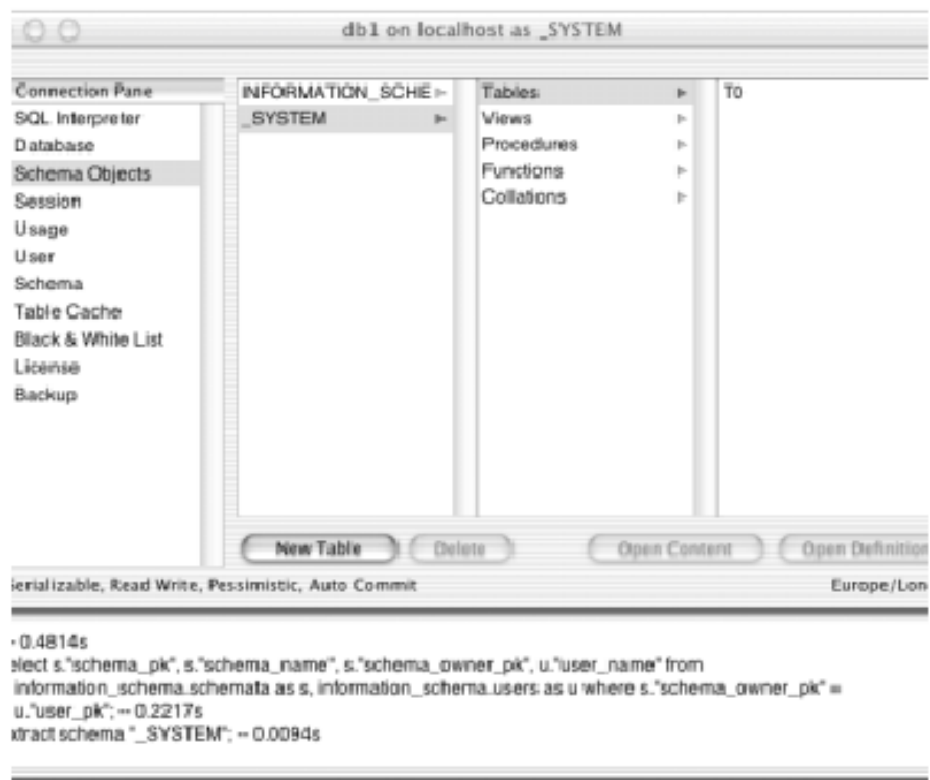 db1 on localhost as _SYSTEM
Connection Pane
SQL Interpreter
Database
Schema Objects
Session
Usage
User
Schema
Table Cache
Black & White List
License
Backup
INFORMATION_SCHE
_SYSTEM
Tables
Views
Procedures
Functions
Collations
To
New Table
Delete
Open Content
Open Definition
Serializable, Read Write, Pessimistic, Auto Commit
Europe/Lon
- 0.4814s
elect s."schema_pk", s."schema_name", s."schema_owner_pk", u."user_name" from
information_schema.schemata as s, information_schema.users as u where s."schema_owner_pk" =
u."user_pk"; -- 0.2217s
xtract schema "_SYSTEM"; -- 0.0094s